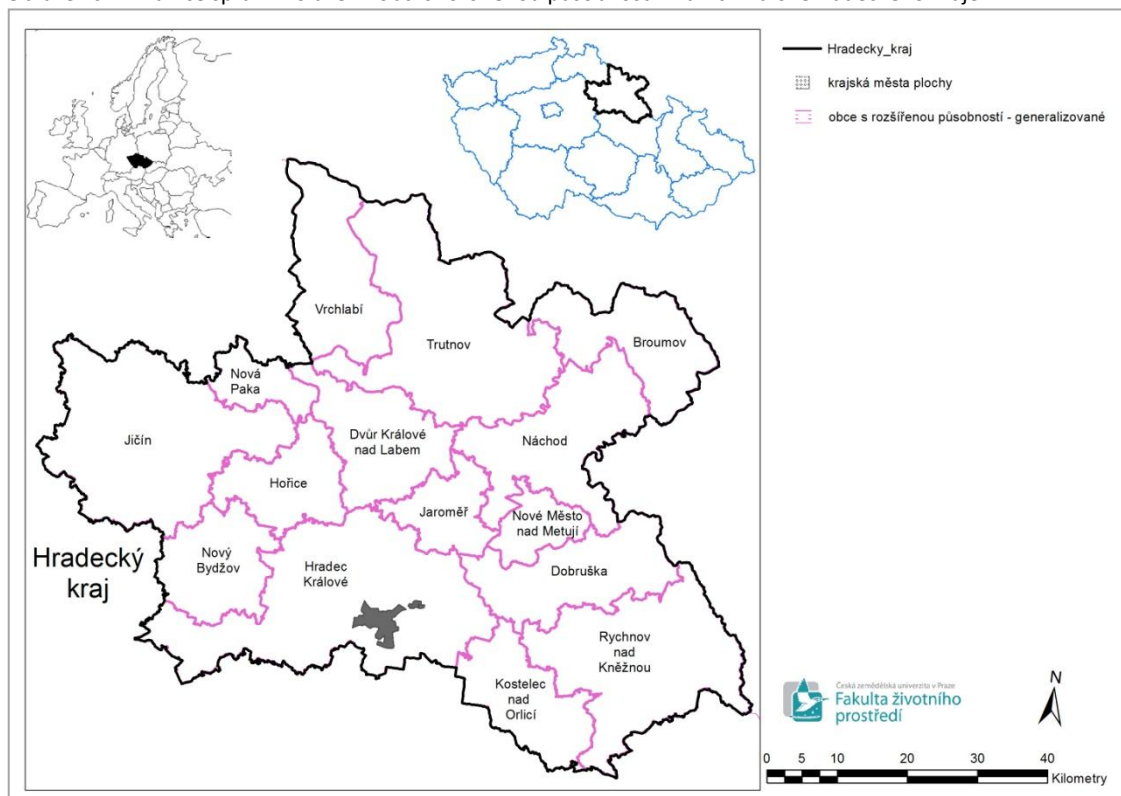 Hradecky_kraj
krajská města plochy
obce s rozšířenou působností - generalizované
Vrchlabí
Trutnov
Broumov
Nová
Paka
Jičín
Dvůr Králové
nad Labem
Náchod
Hořice
Jaroměř
Nové Město
nad Metují
Nový
Bydžov
Hradec
Králové
Hradecký
kraj
Dobruška
Rychnov
nad
Kněžnou
Kostelec
nad
Orlicí
Česká zemědělská univerzita v Praze
Fakulta životního
prostředí
N
0 5 10 20 30 40
Kilometry